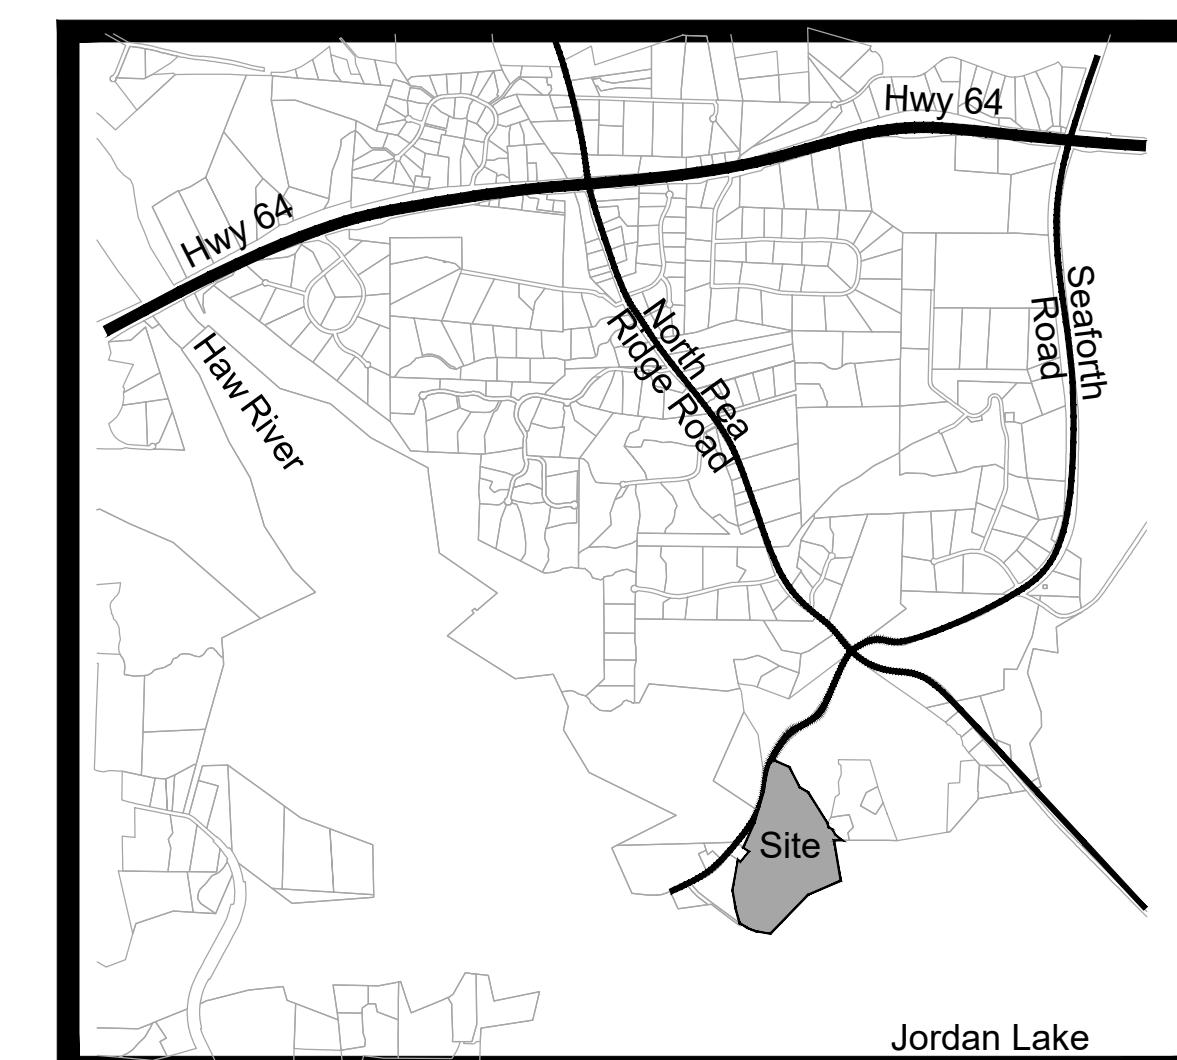 Hwy 64
Hwy 64
Seaforth
Road
North Pea
Ridge Road
Haw River
Site
Jordan Lake